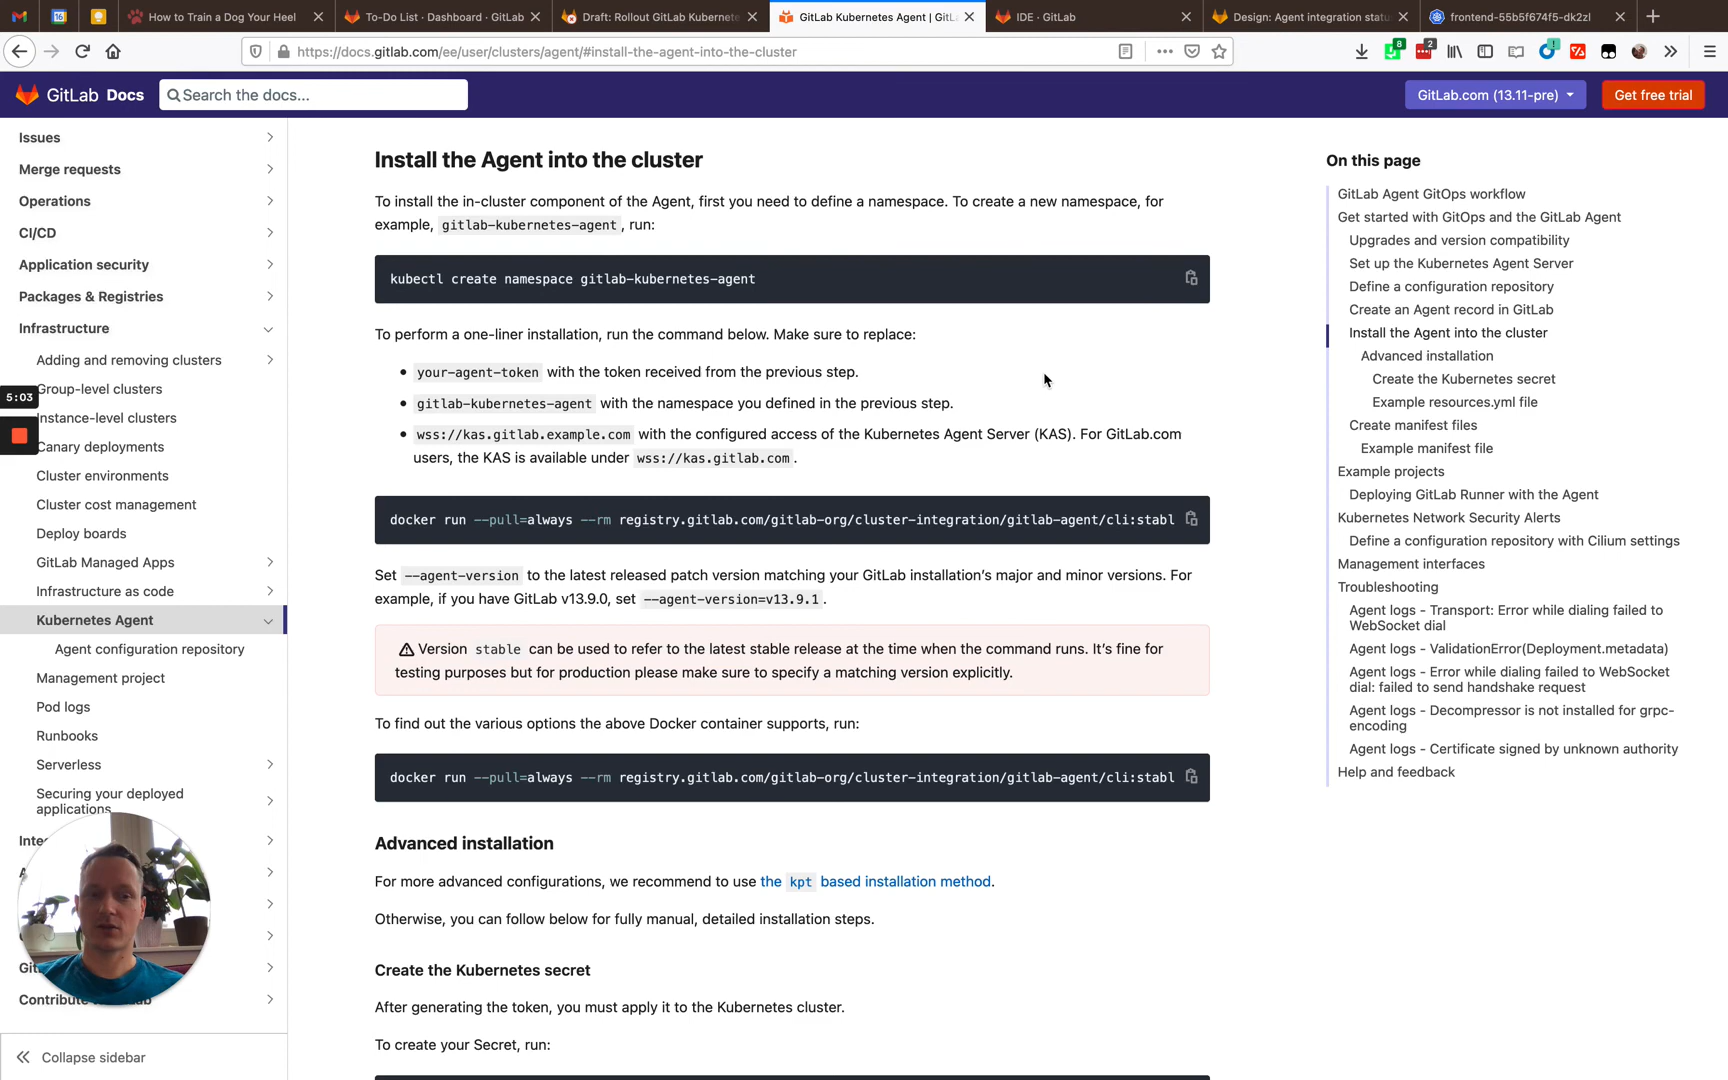 How to Train a Dog Your Heel
To-Do List · Dashboard · GitLab
Draft: Rollout GitLab Kubernete
GitLab Kubernetes Agent | GitL
IDE · GitLab
Design: Agent integration statu
frontend-55b5f674f5-dk2zl
https://docs.gitlab.com/ee/user/clusters/agent/#install-the-agent-into-the-cluster
8
2
GitLab Docs
Search the docs...
GitLab.com (13.11-pre)
Get free trial
Issues
Merge requests
Operations
CI/CD
Application security
Packages & Registries
Infrastructure
Adding and removing clusters
Group-level clusters
Instance-level clusters
Canary deployments
Cluster environments
Cluster cost management
Deploy boards
GitLab Managed Apps
Infrastructure as code
Kubernetes Agent
Agent configuration repository
Management project
Pod logs
Runbooks
Serverless
Securing your deployed
applications
Contribute
Collapse sidebar
5:03
Install the Agent into the cluster
To install the in-cluster component of the Agent, first you need to define a namespace. To create a new namespace, for
example, gitlab-kubernetes-agent , run:
kubectl create namespace gitlab-kubernetes-agent
To perform a one-liner installation, run the command below. Make sure to replace:
• your-agent-token with the token received from the previous step.
• gitlab-kubernetes-agent with the namespace you defined in the previous step.
• wss://kas.gitlab.example.com with the configured access of the Kubernetes Agent Server (KAS). For GitLab.com
users, the KAS is available under wss://kas.gitlab.com .
docker run --pull=always --rm registry.gitlab.com/gitlab-org/cluster-integration/gitlab-agent/cli:stabl
Set --agent-version to the latest released patch version matching your GitLab installation's major and minor versions. For
example, if you have GitLab v13.9.0, set --agent-version=v13.9.1 .
Version stable can be used to refer to the latest stable release at the time when the command runs. It's fine for
testing purposes but for production please make sure to specify a matching version explicitly.
To find out the various options the above Docker container supports, run:
docker run --pull=always --rm registry.gitlab.com/gitlab-org/cluster-integration/gitlab-agent/cli:stabl
Advanced installation
For more advanced configurations, we recommend to use the kpt based installation method.
Otherwise, you can follow below for fully manual, detailed installation steps.
Create the Kubernetes secret
After generating the token, you must apply it to the Kubernetes cluster.
To create your Secret, run:
On this page
GitLab Agent GitOps workflow
Get started with GitOps and the GitLab Agent
Upgrades and version compatibility
Set up the Kubernetes Agent Server
Define a configuration repository
Create an Agent record in GitLab
Install the Agent into the cluster
Advanced installation
Create the Kubernetes secret
Example resources.yml file
Create manifest files
Example manifest file
Example projects
Deploying GitLab Runner with the Agent
Kubernetes Network Security Alerts
Define a configuration repository with Cilium settings
Management interfaces
Troubleshooting
Agent logs - Transport: Error while dialing failed to
WebSocket dial
Agent logs - ValidationError(Deployment.metadata)
Agent logs - Error while dialing failed to WebSocket
dial: failed to send handshake request
Agent logs - Decompressor is not installed for grpc-
encoding
Agent logs - Certificate signed by unknown authority
Help and feedback